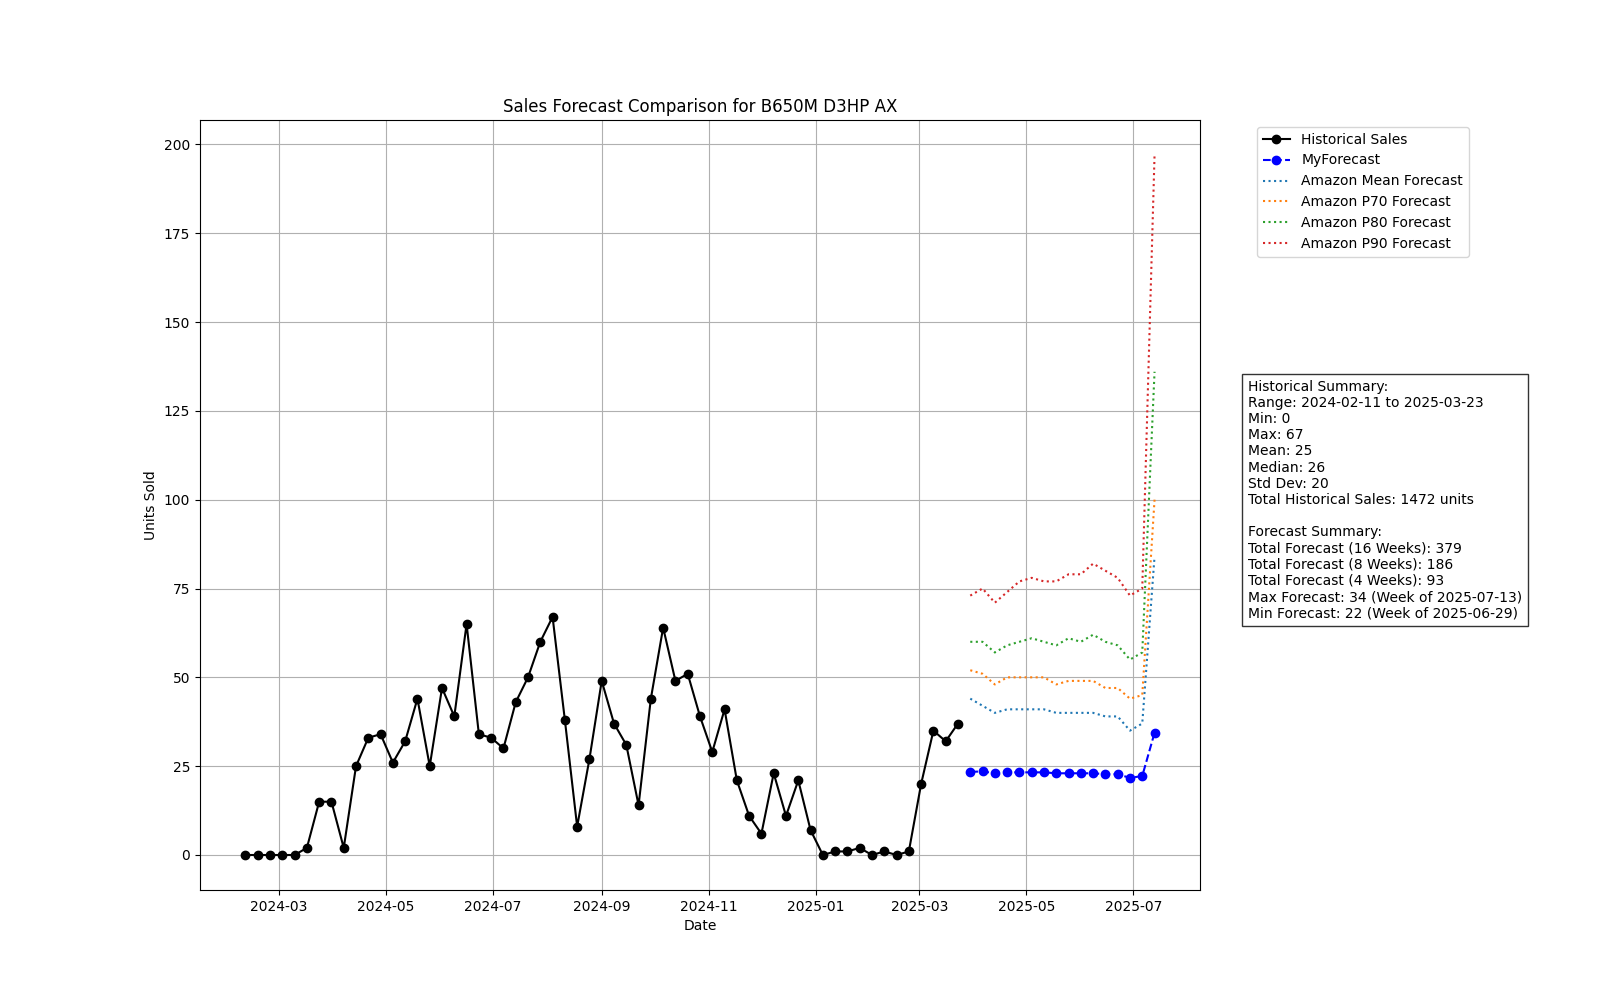 Sales Forecast Comparison for B650M D3HP AX
Units Sold
200
175
150
125
100
75
50
25
0
2024-03
2024-05
2024-07
2024-09
2024-11
2025-01
2025-03
2025-05
2025-07
Date
Historical Sales
MyForecast
Amazon Mean Forecast
Amazon P70 Forecast
Amazon P80 Forecast
Amazon P90 Forecast
Historical Summary:
Range: 2024-02-11 to 2025-03-23
Min: 0
Max: 67
Mean: 25
Median: 26
Std Dev: 20
Total Historical Sales: 1472 units
Forecast Summary:
Total Forecast (16 Weeks): 379
Total Forecast (8 Weeks): 186
Total Forecast (4 Weeks): 93
Max Forecast: 34 (Week of 2025-07-13)
Min Forecast: 22 (Week of 2025-06-29)